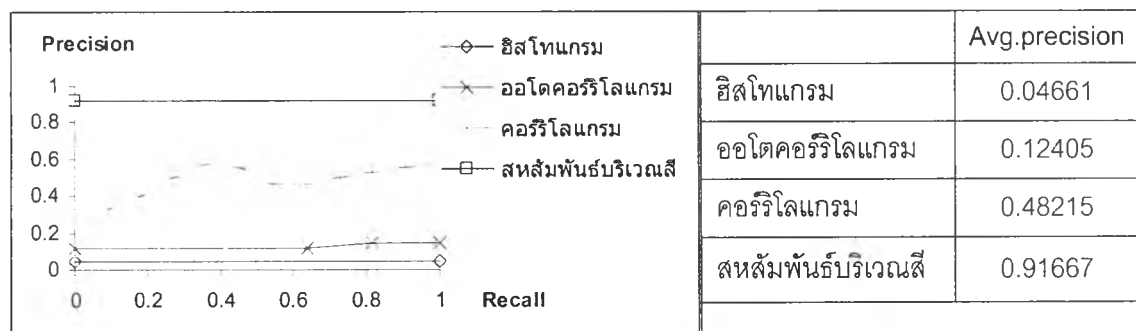 Precision
1
0.8
0.6
0.4
0.2
0
0 0.2 0.4 0.6 0.8 1 Recall
ฮิสโทแกรม
ออโตคอร์ริโลแกรม
คอร์ริโลแกรม
สหสัมพันธ์บริเวณสี
Avg.precision
ฮิสโทแกรม 0.04661
ออโตคอร์ริโลแกรม 0.12405
คอร์ริโลแกรม 0.48215
สหสัมพันธ์บริเวณสี 0.91667